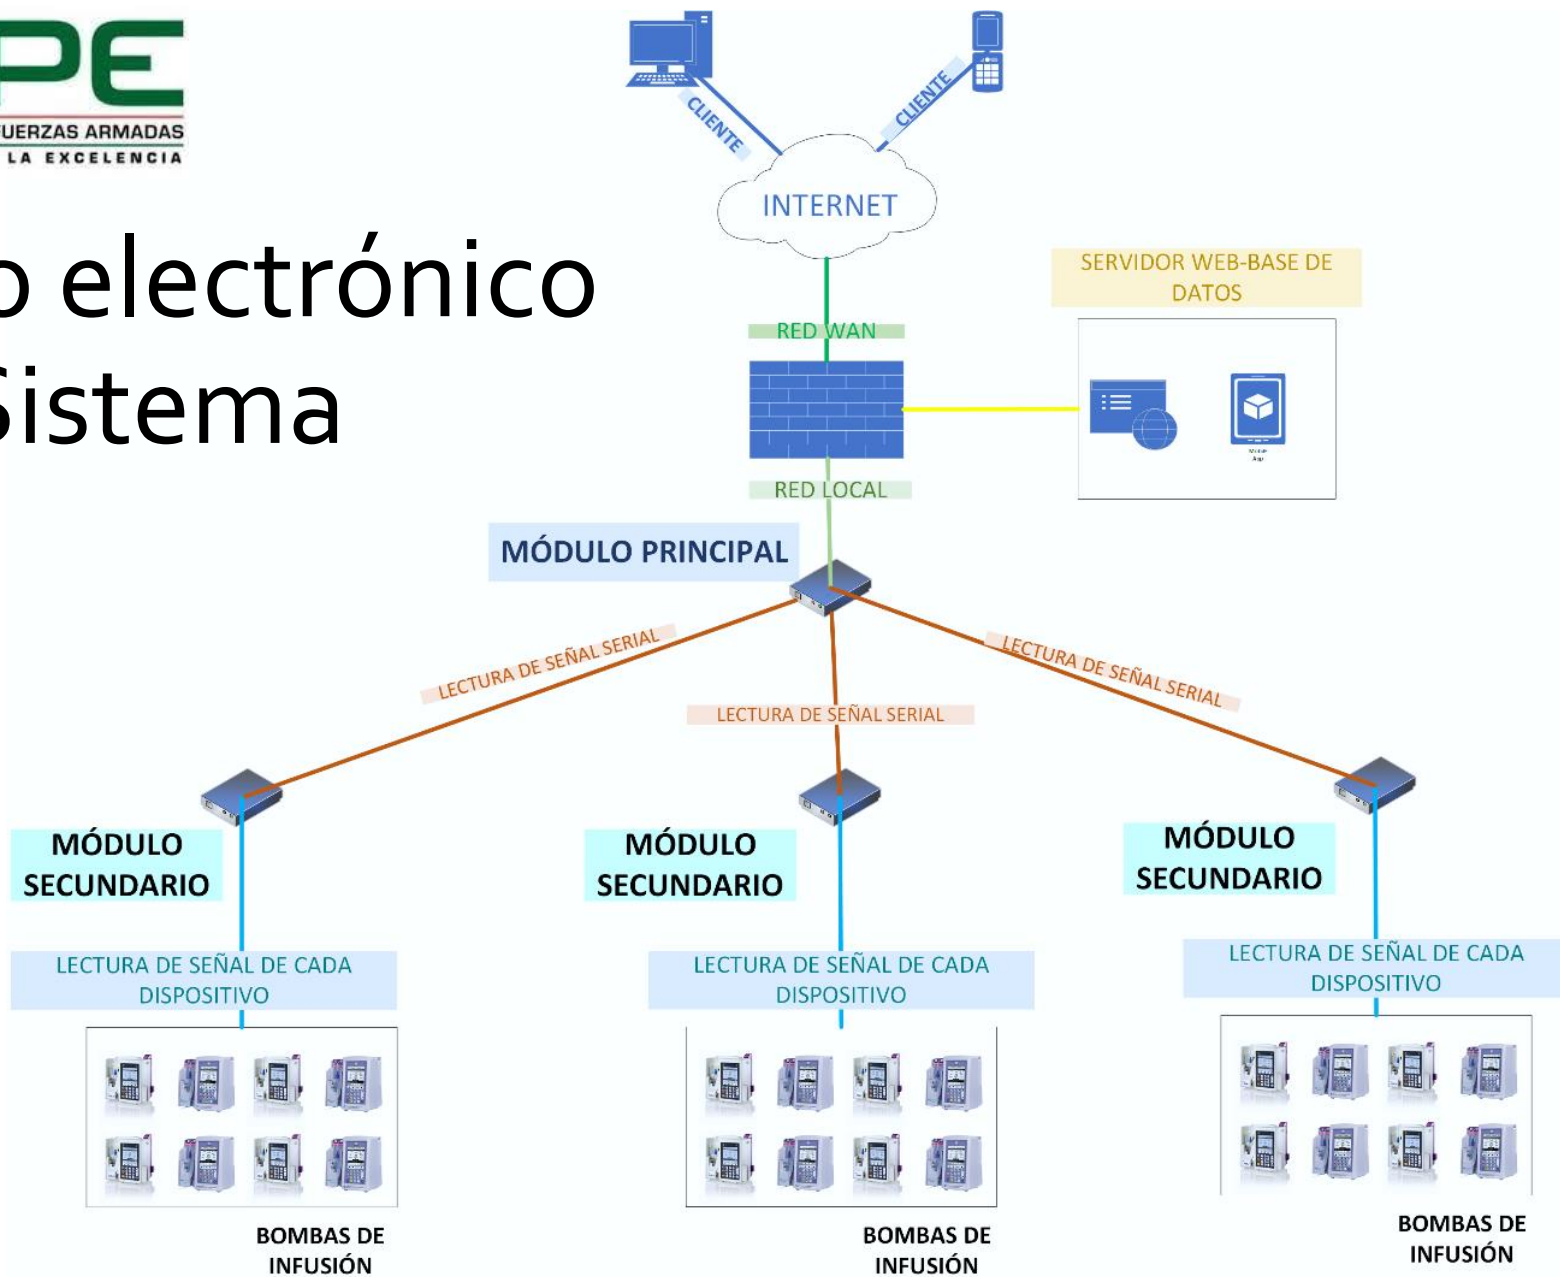 PE
FUERZAS ARMADAS
LA EXCELENCIA
o electrónico
Sistema
CLIENTE
CLIENTE
INTERNET
SERVIDOR WEB-BASE DE
DATOS
RED WAN
RED LOCAL
MÓDULO PRINCIPAL
LECTURA DE SEÑAL SERIAL
LECTURA DE SEÑAL SERIAL
LECTURA DE SEÑAL SERIAL
MÓDULO
SECUNDARIO
MÓDULO
SECUNDARIO
MÓDULO
SECUNDARIO
LECTURA DE SEÑAL DE CADA
DISPOSITIVO
LECTURA DE SEÑAL DE CADA
DISPOSITIVO
LECTURA DE SEÑAL DE CADA
DISPOSITIVO
BOMBAS DE
INFUSIÓN
BOMBAS DE
INFUSIÓN
BOMBAS DE
INFUSIÓN